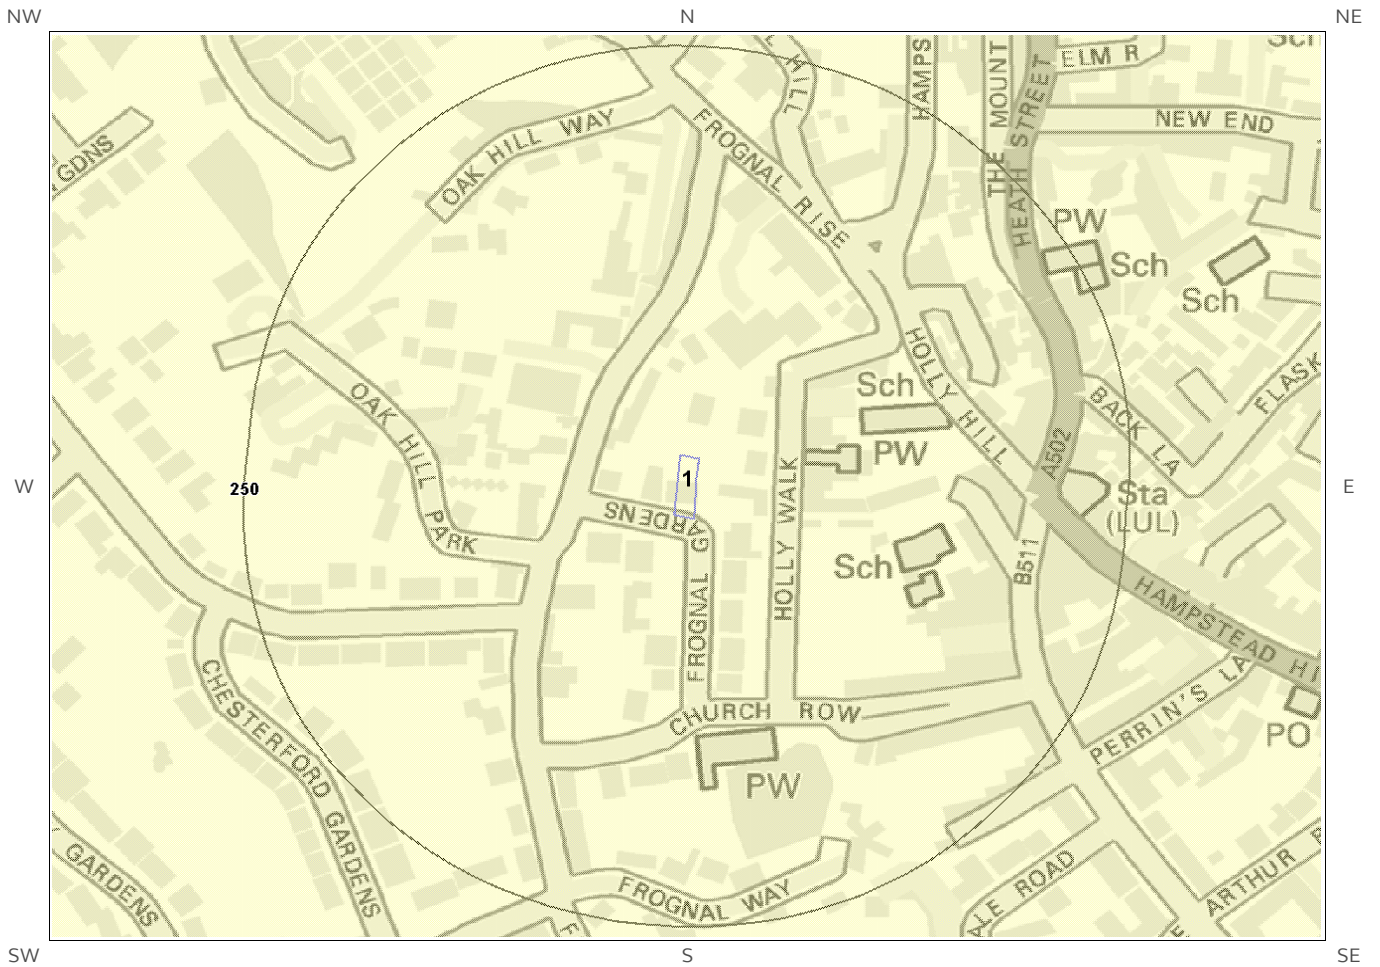 NW
N
NE
L HILL
HAMPS
THE MOUNT
HEATH STREET
ELM R
Sch
NEW END
GDNS
OAK HILL WAY
FROGNAL RISE
PW
Sch
Sch
OAK HILL PARK
HOLLY HILL
Sch
PW
BACK LA
FLASK
A502
W
250
1
E
Sta
(LUL)
FROGNAL GARDENS
HOLLY WALK
Sch
B511
HAMPSTEAD HI
CHESTERFORD GARDENS
CHURCH ROW
PERRIN'S LA
PO
PW
GARDENS
FROGNAL WAY
ALE ROAD
ARTHUR R
F
E
SW
S
SE